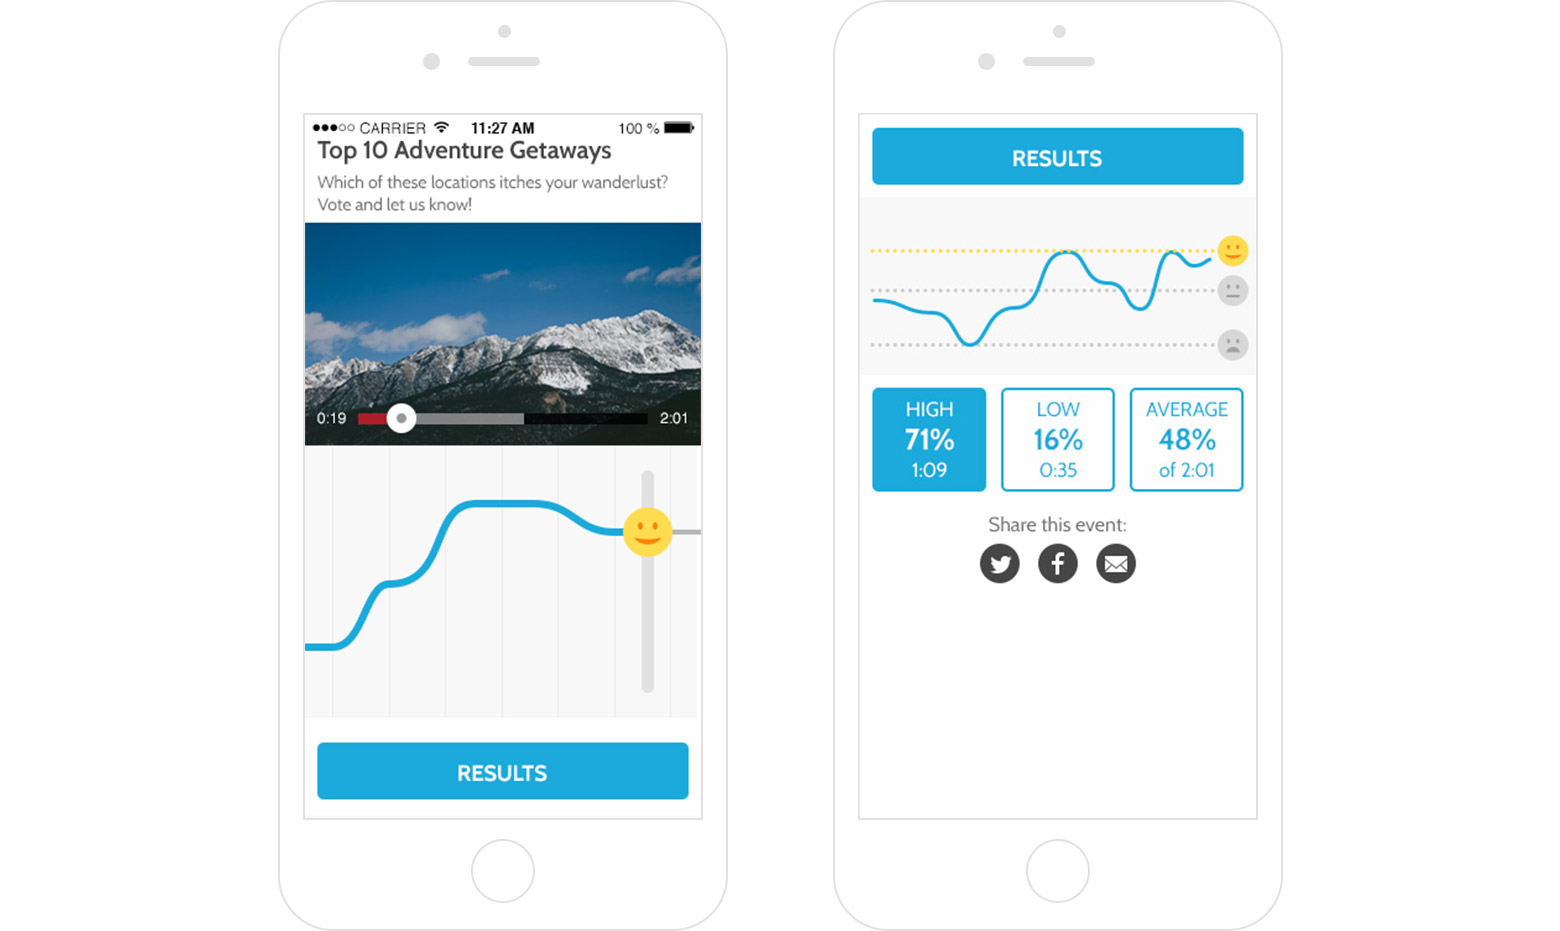 CARRIER 11:27 AM 100 %
Top 10 Adventure Getaways
Which of these locations itches your wanderlust?
Vote and let us know!
0:19 2:01
RESULTS
RESULTS
HIGH LOW AVERAGE
71% 16% 48%
1:09 0:35 of 2:01
Share this event: